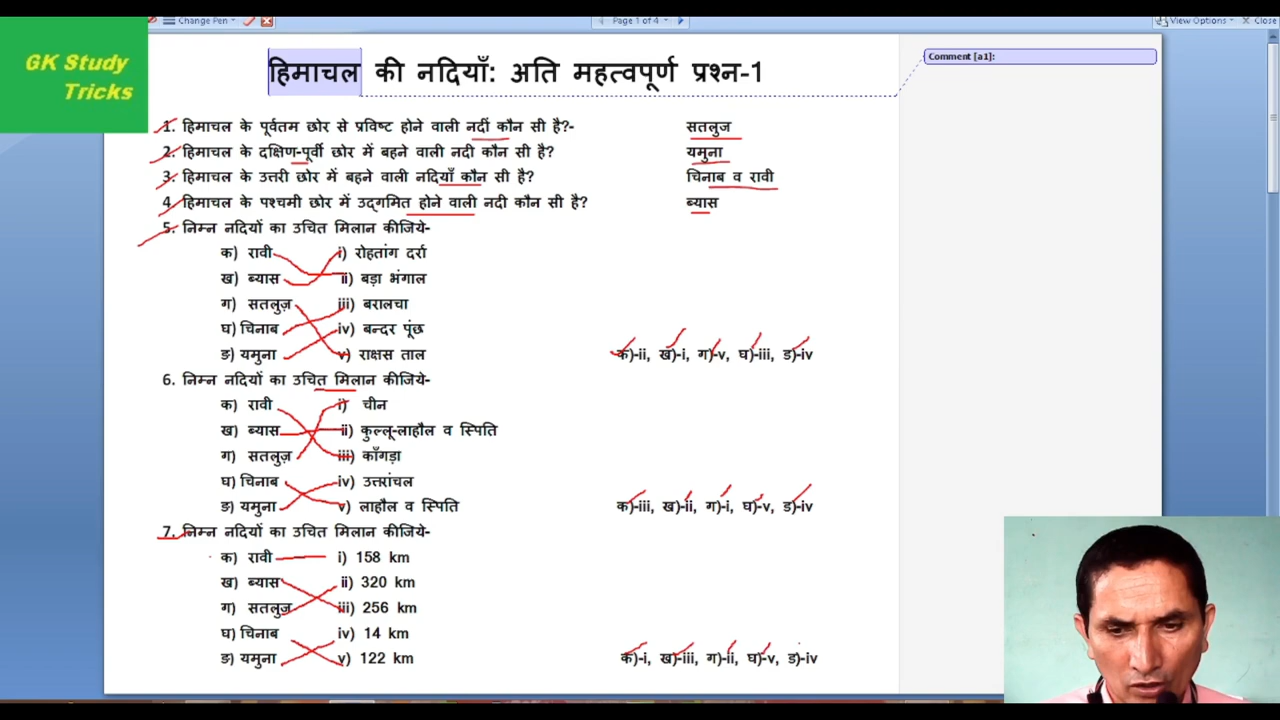 Change Pen
Page 1 of 4
View Options
Close
GK Study
Tricks
हिमाचल की नदियाँ: अति महत्वपूर्ण प्रश्न-1
Comment [a1]:
1. हिमाचल के पूर्वतम छोर से प्रविष्ट होने वाली नदीं कौन सी है?- सतलुज
2. हिमाचल के दक्षिण-पूर्वी छोर में बहने वाली नदी कौन सी है? यमुना
3. हिमाचल के उत्तरी छोर में बहने वाली नदियाँ कौन सी है? चिनाब व रावी
4. हिमाचल के पश्चमी छोर में उद्गमित होने वाली नदी कौन सी है? ब्यास
5. निम्न नदियों का उचित मिलान कीजिये-
क) रावी i) रोहतांग दर्रा
ख) ब्यास ii) बड़ा भंगाल
ग) सतलुज़ iii) बरालचा
घ) चिनाब iv) बन्दर पूंछ
ङ) यमुना v) राक्षस ताल क)-ii, ख)-i, ग)-v, घ)-iii, ड)-iv
6. निम्न नदियों का उचित मिलान कीजिये-
क) रावी i) चीन
ख) ब्यास ii) कुल्लू-लाहौल व स्पिति
ग) सतलुज़ iii) काँगड़ा
घ) चिनाब iv) उत्तरांचल
ङ) यमुना v) लाहौल व स्पिति क)-iii, ख)-ii, ग)-i, घ)-v, ड)-iv
7. निम्न नदियों का उचित मिलान कीजिये-
क) रावी i) 158 km
ख) ब्यास ii) 320 km
ग) सतलुज़ iii) 256 km
घ) चिनाब iv) 14 km
ङ) यमुना v) 122 km क)-i, ख)-iii, ग)-ii, घ)-v, ड)-iv